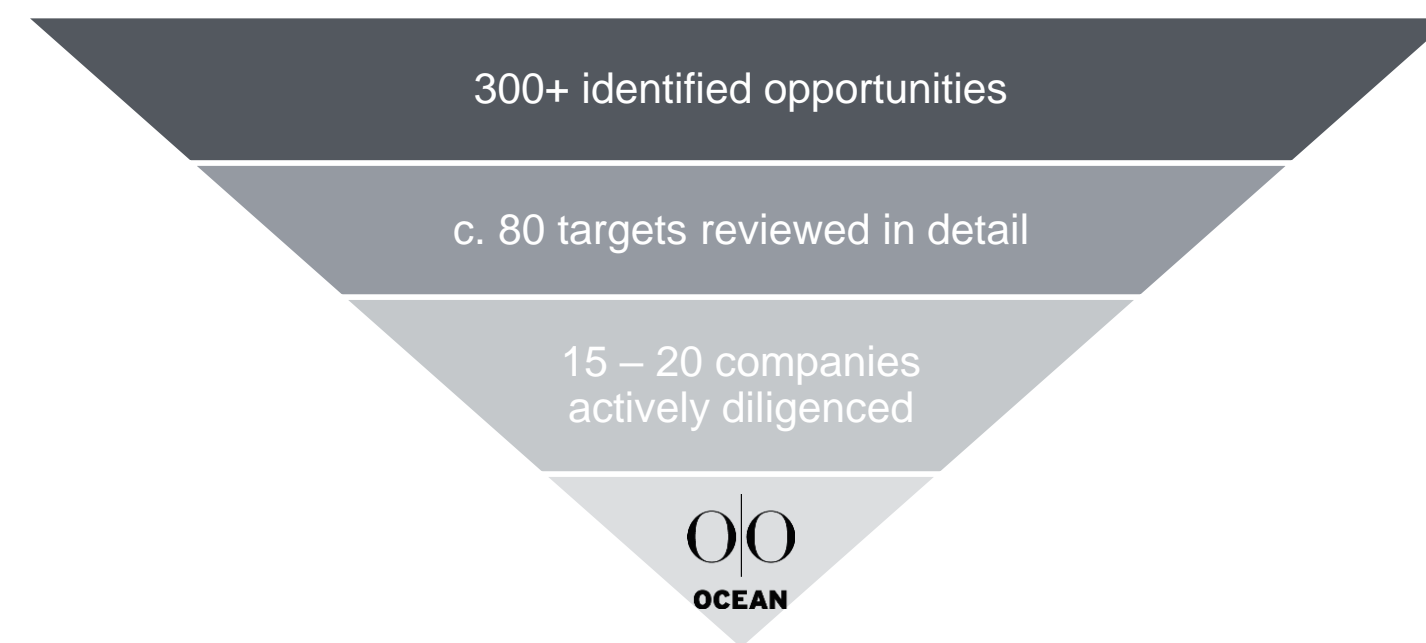 300+ identified opportunities
c. 80 targets reviewed in detail
15 – 20 companies
actively diligenced
O|O
OCEAN